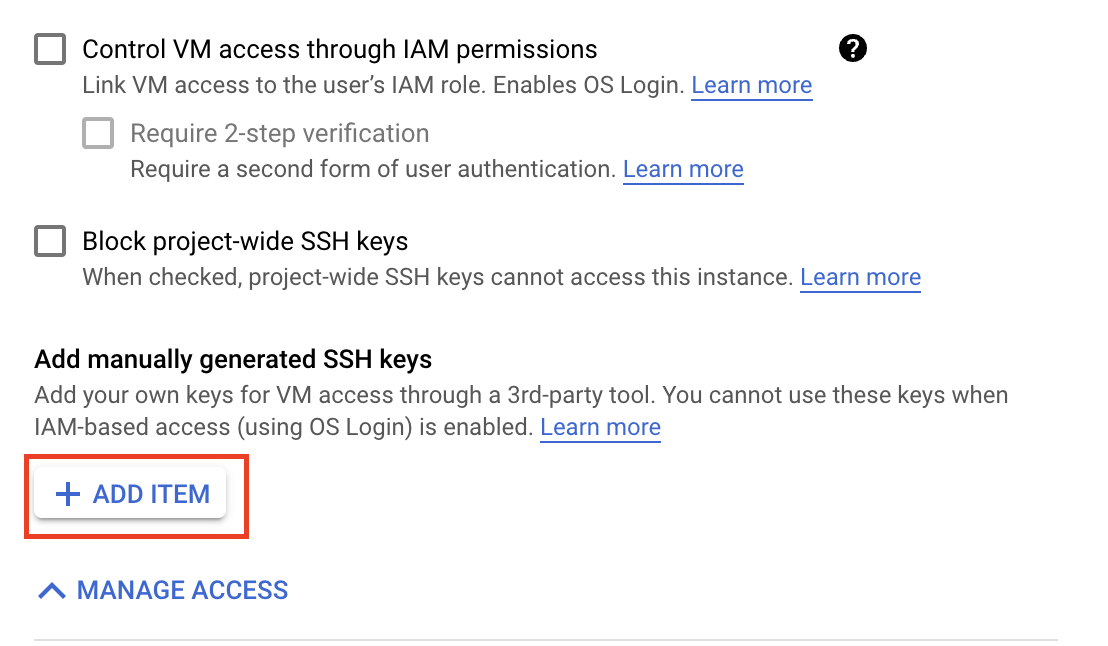 Control VM access through IAM permissions
Link VM access to the user’s IAM role. Enables OS Login. Learn more
Require 2-step verification
Require a second form of user authentication. Learn more
Block project-wide SSH keys
When checked, project-wide SSH keys cannot access this instance. Learn more
Add manually generated SSH keys
Add your own keys for VM access through a 3rd-party tool. You cannot use these keys when
IAM-based access (using OS Login) is enabled. Learn more
ADD ITEM
MANAGE ACCESS